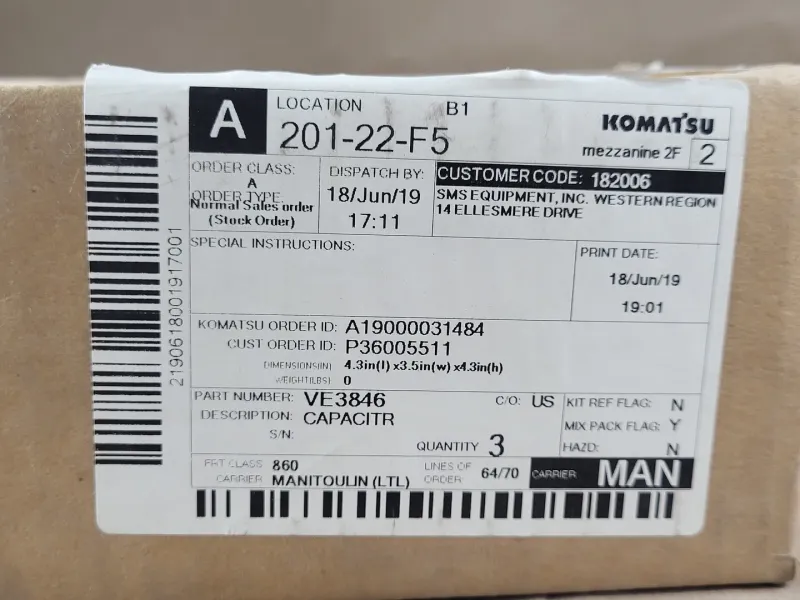 A
LOCATION B1
201-22-F5
KOMATSU
mezzanine 2F 2
ORDER CLASS:
A
ORDER TYPE
Normal Sales order
(Stock Order)
DISPATCH BY:
18/Jun/19
17:11
CUSTOMER CODE: 182006
SMS EQUIPMENT, INC. WESTERN REGION
14 ELLESMERE DRIVE
SPECIAL INSTRUCTIONS:
PRINT DATE:
18/Jun/19
19:01
KOMATSU ORDER ID: A19000031484
CUST ORDER ID: P36005511
DIMENSIONS(IN) 4.3in(l) x3.5in(w) x4.3in(h)
WEIGHT(LBS) 0
PART NUMBER: VE3846 C/O: US
DESCRIPTION: CAPACITR
S/N:
QUANTITY 3
KIT REF FLAG: N
MIX PACK FLAG: Y
HAZD: N
FRT CLASS 860
CARRIER MANITOULIN (LTL)
LINES OF
ORDER: 64/70
CARRIER MAN
2190618001917001